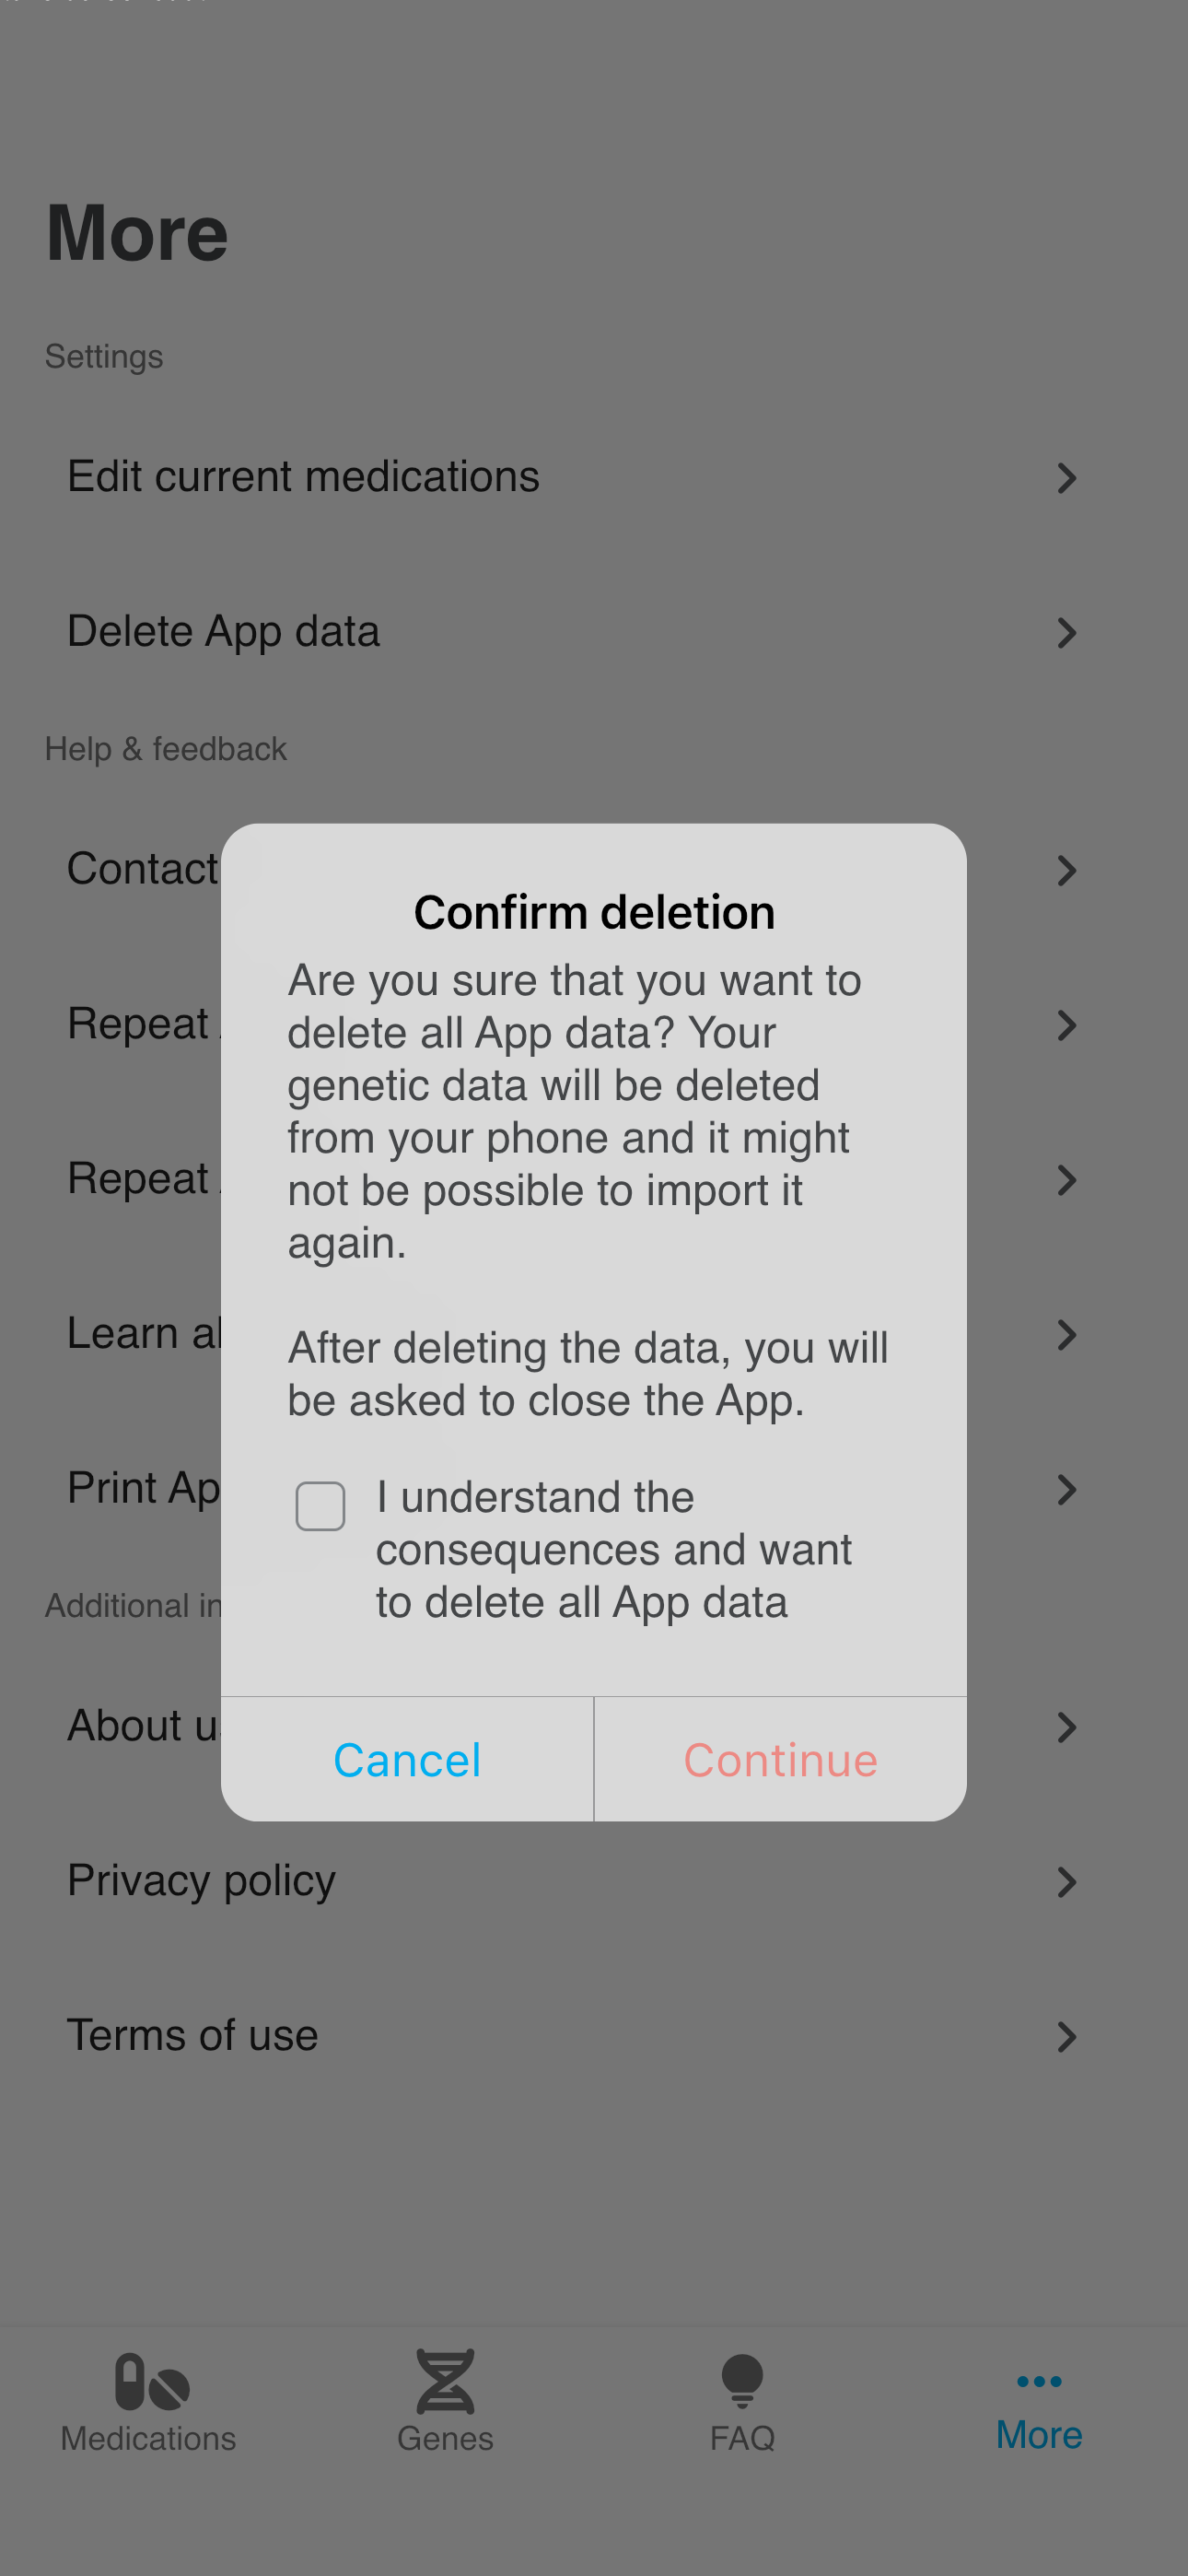 More
Settings
Edit current medications
Delete App data
Help & feedback
Contact
Repeat
Repeat
Learn
Print
Additional
About
Confirm deletion
Are you sure that you want to
delete all App data? Your
genetic data will be deleted
from your phone and it might
not be possible to import it
again.
After deleting the data, you will
be asked to close the App.
I understand the
consequences and want
to delete all App data
Cancel
Continue
Privacy policy
Terms of use
Medications
Genes
FAQ
More